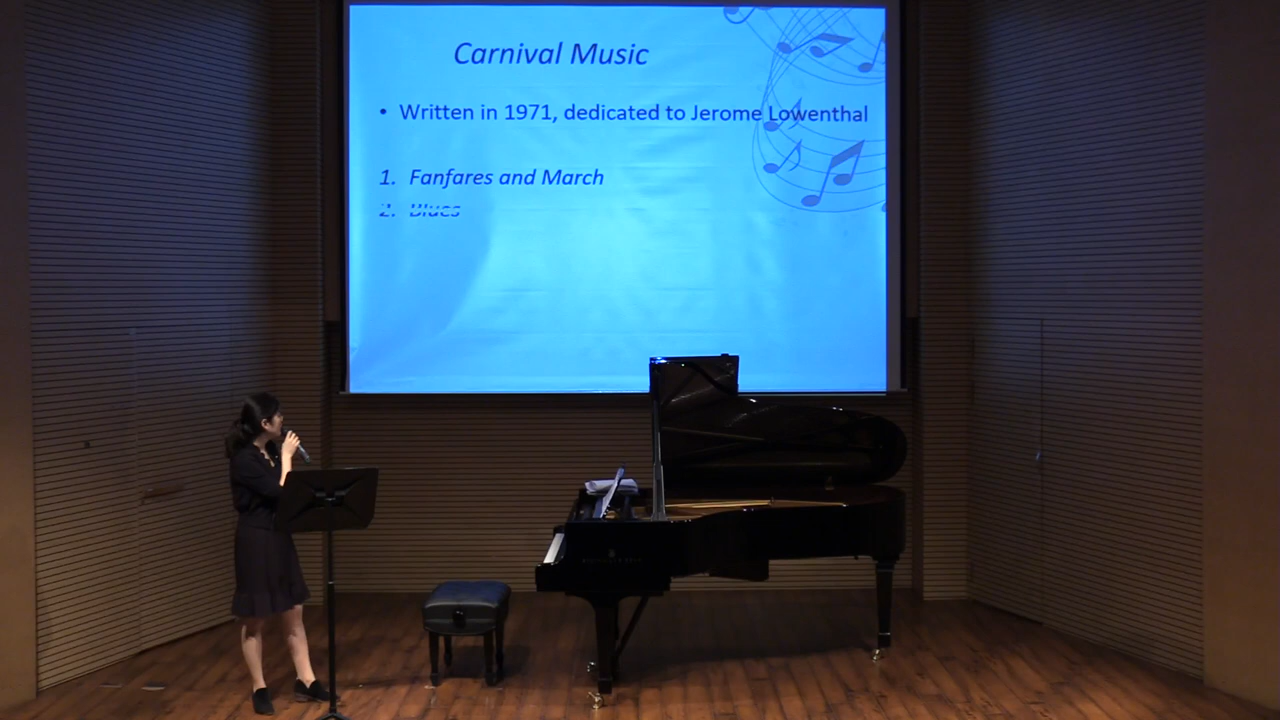 Carnival Music
• Written in 1971, dedicated to Jerome Lowenthal
1. Fanfares and March
2. Blues